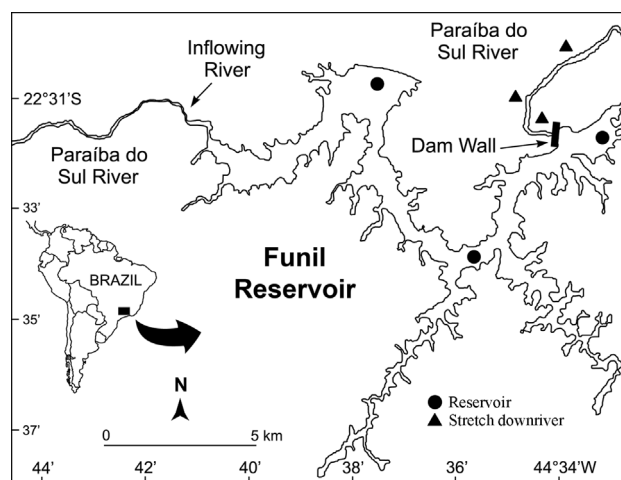 Paraíba do
Sul River
Inflowing
River
22°31'S
Dam Wall
Paraíba do
Sul River
33'
Funil
Reservoir
BRAZIL
35'
N
Reservoir
Stretch downriver
37'
0
5 km
44'
42'
40'
38'
36'
44°34'W